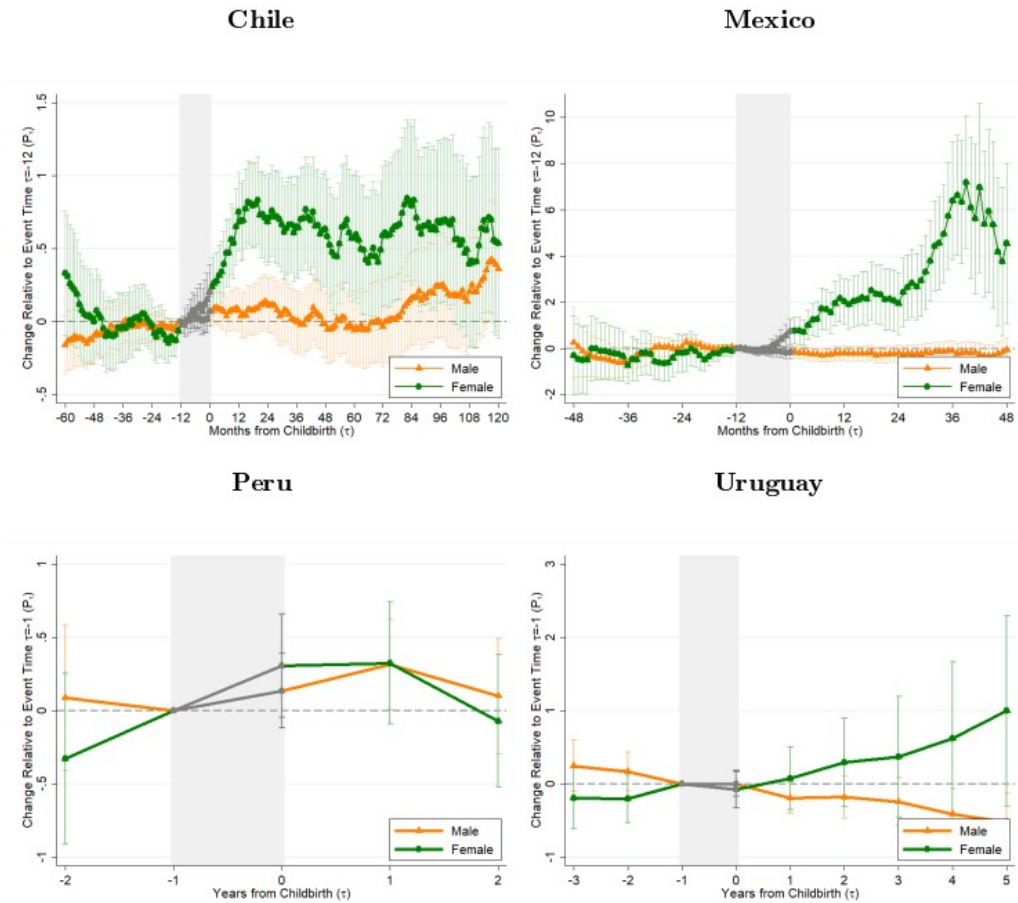 Chile
Change Relative to Event Time τ=-12 (Pτ)
1.5
1
.5
0
-.5
-60 -48 -36 -24 -12 0 12 24 36 48 60 72 84 96 108 120
Months from Childbirth (τ)
Male
Female
Mexico
Change Relative to Event Time τ=-12 (Pτ)
10
8
6
4
2
0
-2
-48 -36 -24 -12 0 12 24 36 48
Months from Childbirth (τ)
Male
Female
Peru
Change Relative to Event Time τ=-1 (Pτ)
1
.5
0
-.5
-1
-2 -1 0 1 2
Years from Childbirth (τ)
Male
Female
Uruguay
Change Relative to Event Time τ=-1 (Pτ)
3
2
1
0
-1
-3 -2 -1 0 1 2 3 4 5
Years from Childbirth (τ)
Male
Female